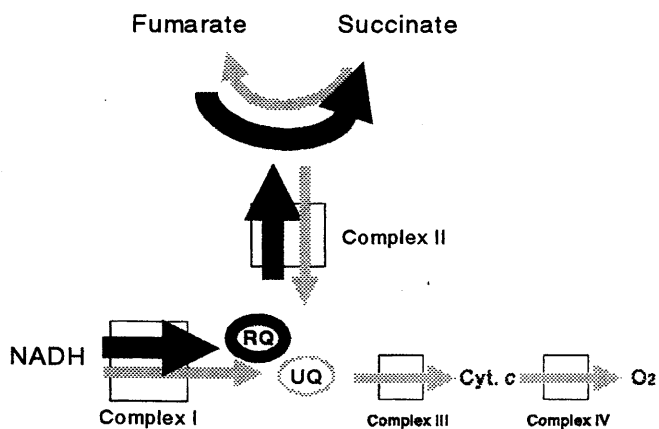 Fumarate Succinate
Complex II
RQ
NADH
UQ
Cyt. c
O2
Complex I
Complex III
Complex IV